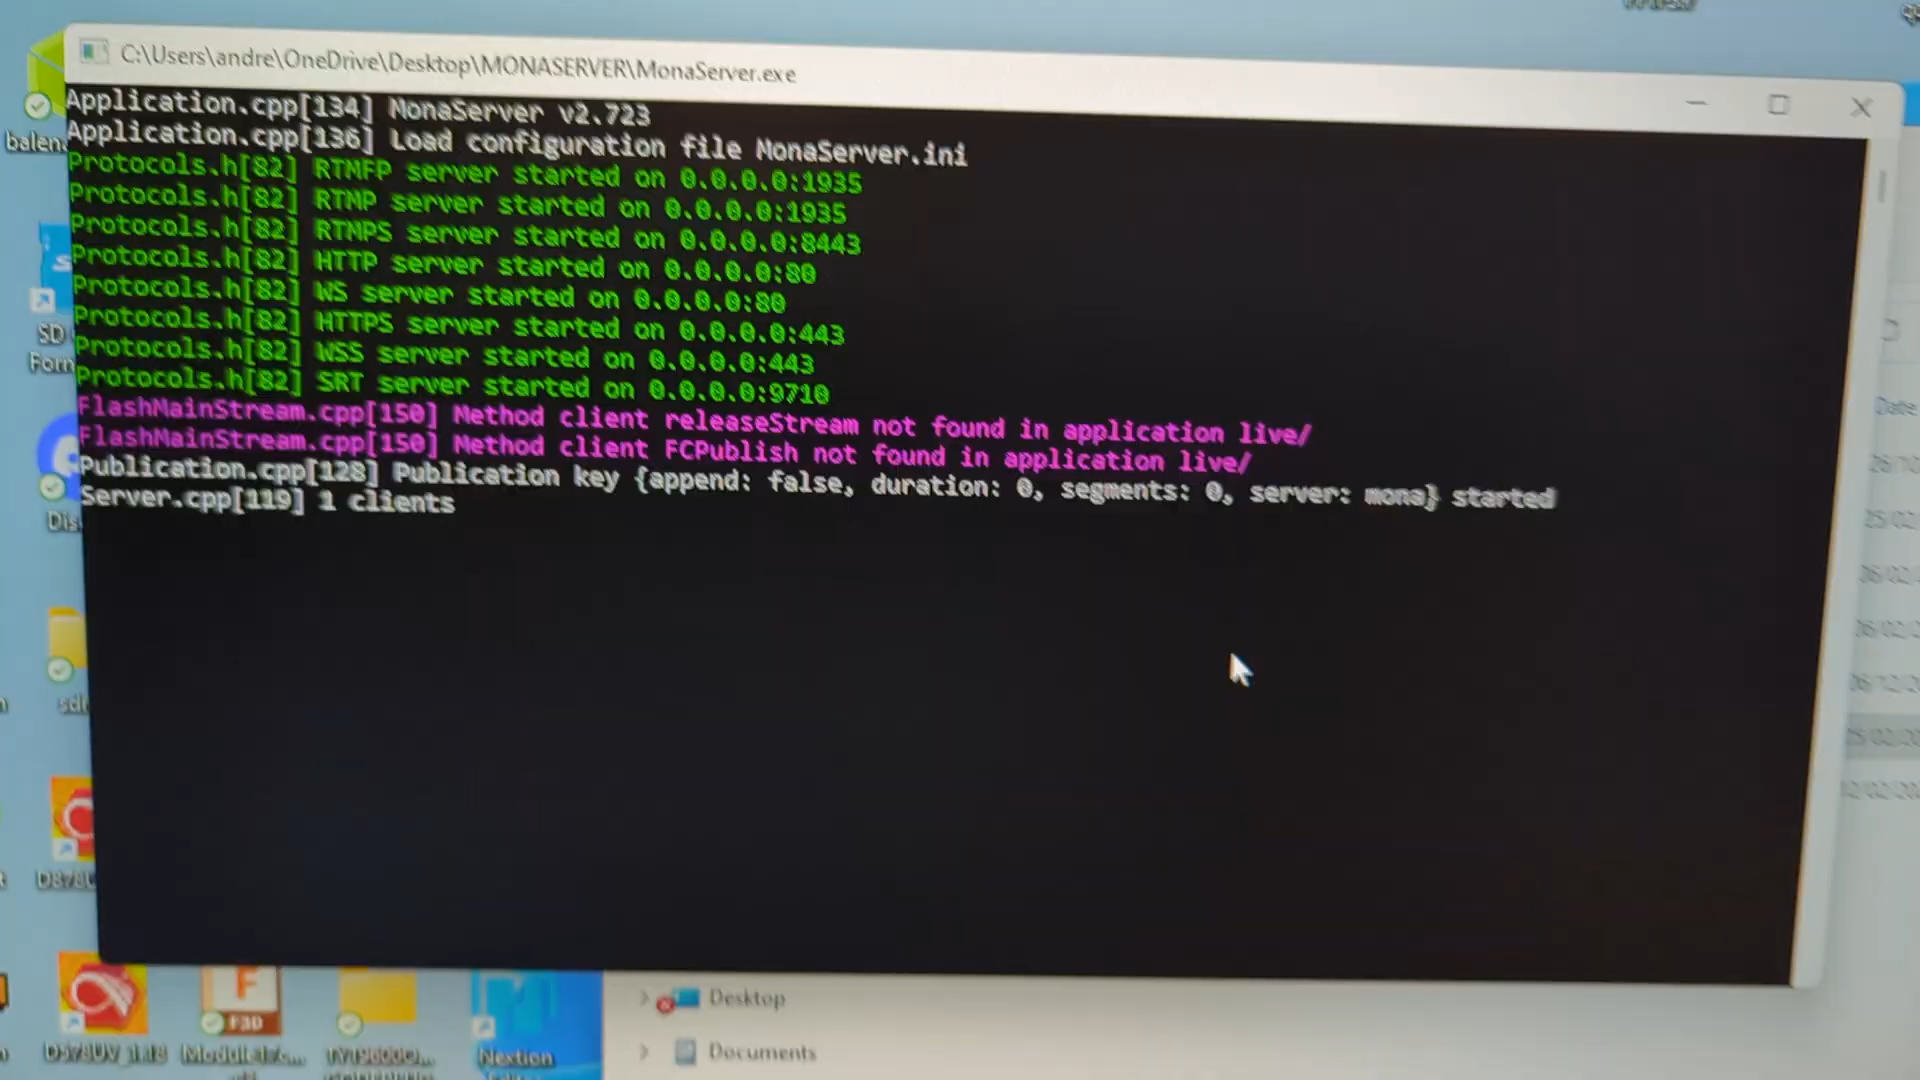 C:\Users\andre\OneDrive\Desktop\MONASERVER\MonaServer.exe
Application.cpp[134] MonaServer v2.723
Application.cpp[136] Load configuration file MonaServer.ini
Protocols.h[82] RTMFP server started on 0.0.0.0:1935
Protocols.h[82] RTMP server started on 0.0.0.0:1935
Protocols.h[82] RTMPS server started on 0.0.0.0:8443
Protocols.h[82] HTTP server started on 0.0.0.0:80
Protocols.h[82] WS server started on 0.0.0.0:80
Protocols.h[82] HTTPS server started on 0.0.0.0:443
Protocols.h[82] WSS server started on 0.0.0.0:443
Protocols.h[82] SRT server started on 0.0.0.0:9710
FlashMainStream.cpp[150] Method client releaseStream not found in application live/
FlashMainStream.cpp[150] Method client FCPublish not found in application live/
Publication.cpp[128] Publication key {append: false, duration: 0, segments: 0, server: mona} started
Server.cpp[119] 1 clients
balen
SD
Form
Dis
D878U
F3D
Nextion
Desktop
Documents
Date